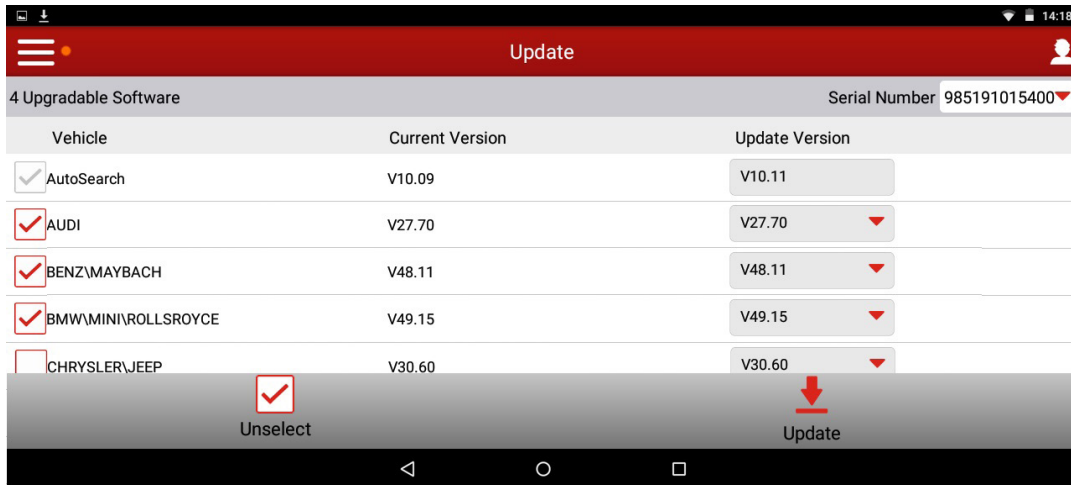 14:18
Update
4 Upgradable Software Serial Number 985191015400
Vehicle Current Version Update Version
AutoSearch V10.09 V10.11
AUDI V27.70 V27.70
BENZ\MAYBACH V48.11 V48.11
BMW\MINI\ROLLSROYCE V49.15 V49.15
CHRYSLER\JEEP V30.60 V30.60
Unselect Update